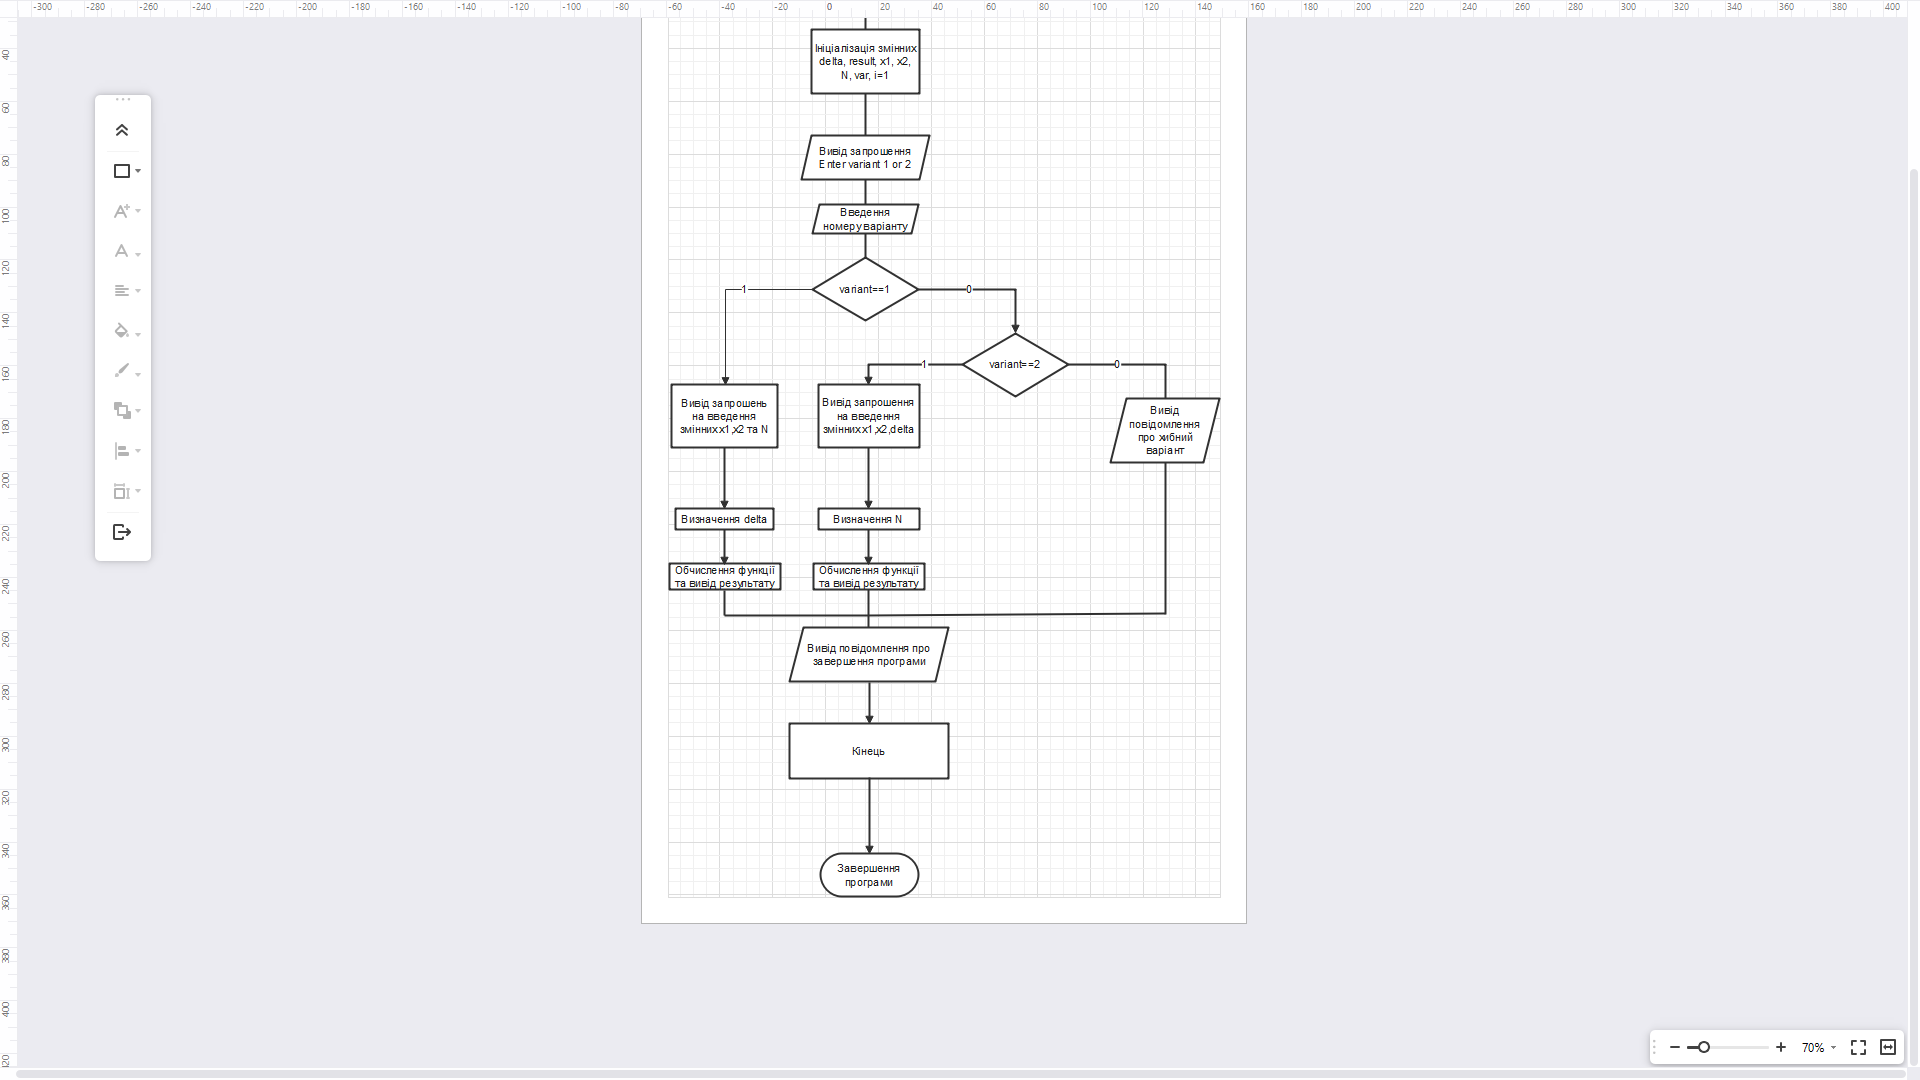 -300 -280 -260 -240 -220 -200 -180 -160 -140 -120 -100 -80 -60 -40 -20 0 20 40 60 80 100 120 140 160 180 200 220 240 260 280 300 320 340 360 380 400
40
60
80
100
120
140
160
180
200
220
240
260
280
300
320
340
360
380
400
Ініціалізація змінних
delta, result, x1, x2,
N, var, i=1
Вивід запрошення
Enter variant 1 or 2
Введення
номеру варіанту
variant==1
1
0
variant==2
1
0
Вивід запрошень
на введення
змінних x1,x2 та N
Вивід запрошення
на введення
змінних x1,x2,delta
Вивід
повідомлення
про хибний
варіант
Визначення delta
Визначення N
Обчислення функції
та вивід результату
Обчислення функції
та вивід результату
Вивід повідомлення про
завершення програми
Кінець
Завершення
програми
70%